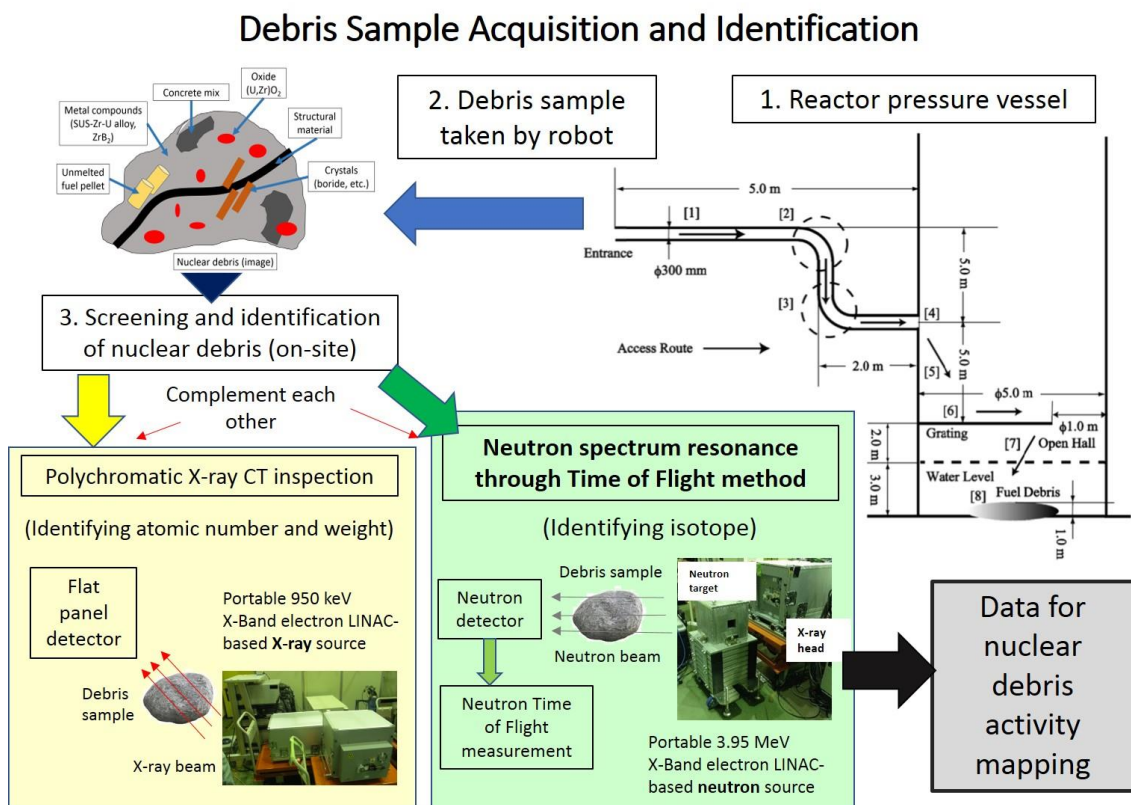 Debris Sample Acquisition and Identification
Concrete mix
Oxide
(U,Zr)O₂
Metal compounds
(SUS-Zr-U alloy,
ZrB₂)
Structural
material
Unmelted
fuel pellet
Crystals
(boride, etc.)
Nuclear debris (image)
2. Debris sample
taken by robot
1. Reactor pressure vessel
5.0 m
[1]
[2]
Entrance
ϕ300 mm
5.0 m
[3]
[4]
Access Route
2.0 m
5.0 m
[5]
ϕ5.0 m
[6]
ϕ1.0 m
Grating
[7]
Open Hall
2.0 m
Water Level
3.0 m
[8]
Fuel Debris
1.0 m
3. Screening and identification
of nuclear debris (on-site)
Complement each
other
Polychromatic X-ray CT inspection
(Identifying atomic number and weight)
Flat
panel
detector
Portable 950 keV
X-Band electron LINAC-
based X-ray source
Debris
sample
X-ray beam
Neutron spectrum resonance
through Time of Flight method
(Identifying isotope)
Neutron
detector
Debris sample
Neutron beam
Neutron
target
X-ray
head
Neutron Time
of Flight
measurement
Portable 3.95 MeV
X-Band electron LINAC-
based neutron source
Data for
nuclear
debris
activity
mapping